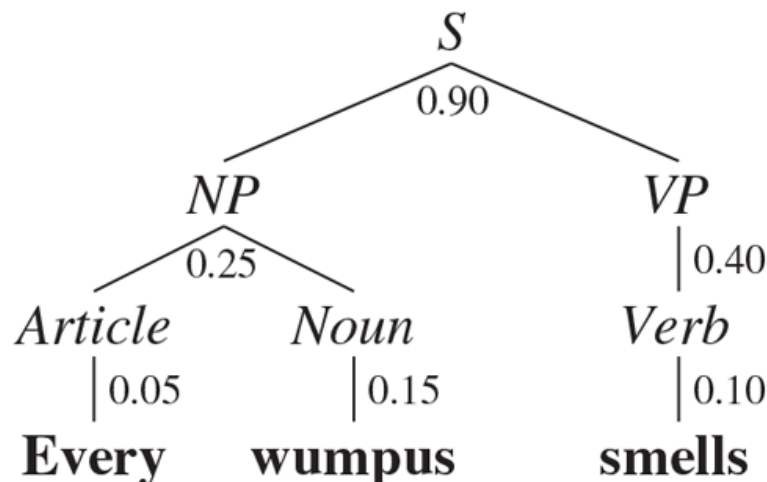 S
0.90
NP VP
0.25 0.40
Article Noun Verb
0.05 0.15 0.10
Every wumpus smells